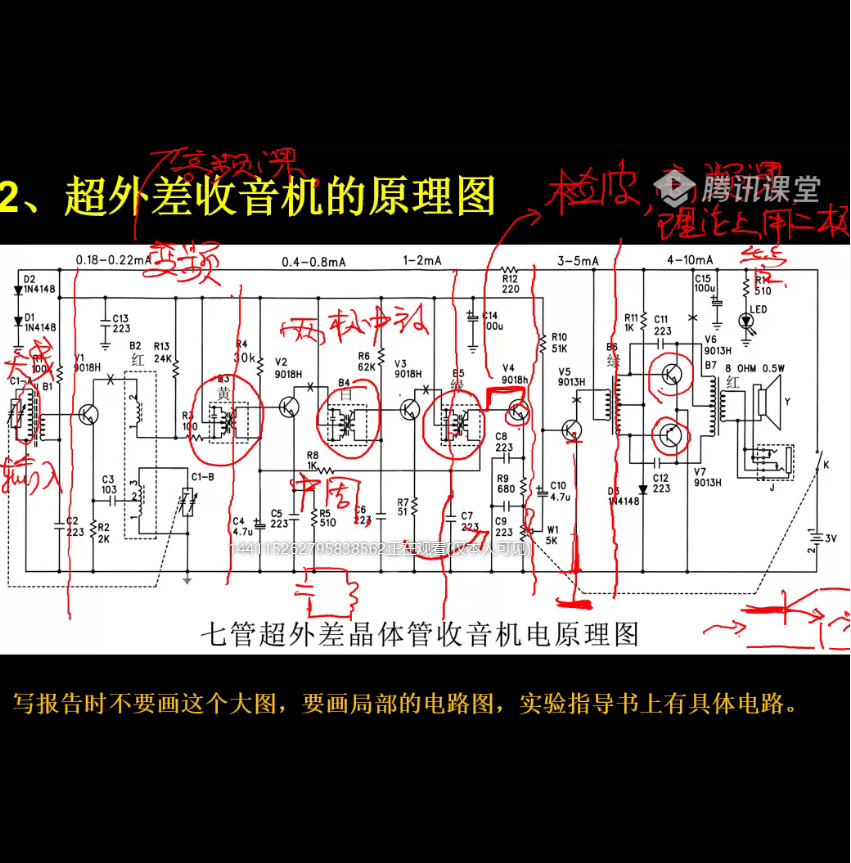 高频课
2、超外差收音机的原理图
检波,高频课
腾讯课堂
理论上用二极
变频
0.18-0.22mA
0.4-0.8mA
1-2mA
R12
220
3-5mA
4-10mA
D2
1N4148
D1
1N4148
C13
223
B2
红
R13
24K
R4
30k
两极中放
C14
100u
R10
51K
R11
1K
C11
223
C15
100u
510
LED
天线
100K
V1
9018H
V2
9018H
R6
62K
V3
9018H
B5
绿
V4
9018h
V5
9013H
B6
绿
V6
9013H
B7
红
8 OHM 0.5W
Y
C1-A
B1
B3
黄
B4
白
R3
100
输入
C3
103
C1-B
R8
1K
中周
C8
223
R9
680
C10
4.7u
D3
1N4148
C12
223
V7
9013H
J
K
C2
223
R2
2K
C4
4.7u
C5
223
R5
510
C6
223
R7
51
C7
223
C9
223
W1
5K
3V
144115262795838562正在观看(仅本人可见)
七管超外差晶体管收音机电原理图
写报告时不要画这个大图，要画局部的电路图，实验指导书上有具体电路。